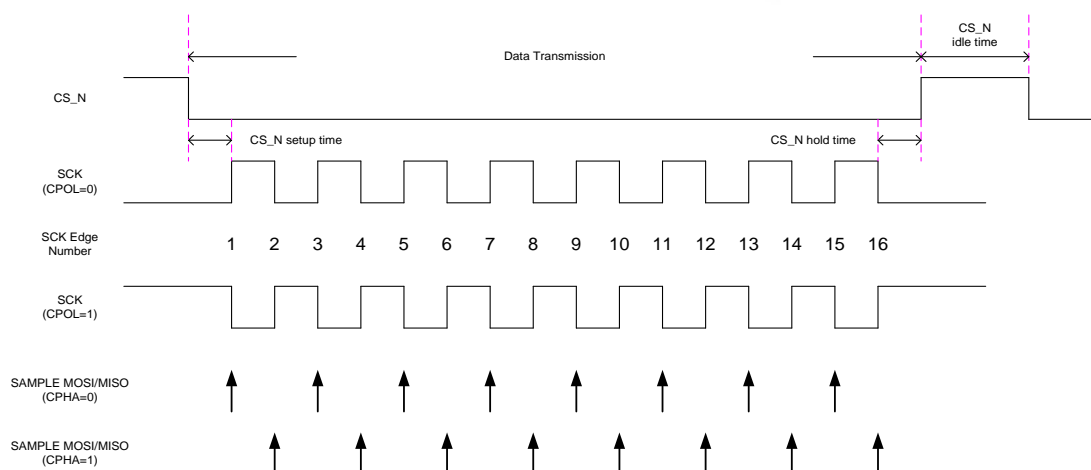 CS_N
idle time
Data Transmission
CS_N
CS_N setup time
CS_N hold time
SCK
(CPOL=0)
SCK Edge
Number
1 2 3 4 5 6 7 8 9 10 11 12 13 14 15 16
SCK
(CPOL=1)
SAMPLE MOSI/MISO
(CPHA=0)
SAMPLE MOSI/MISO
(CPHA=1)